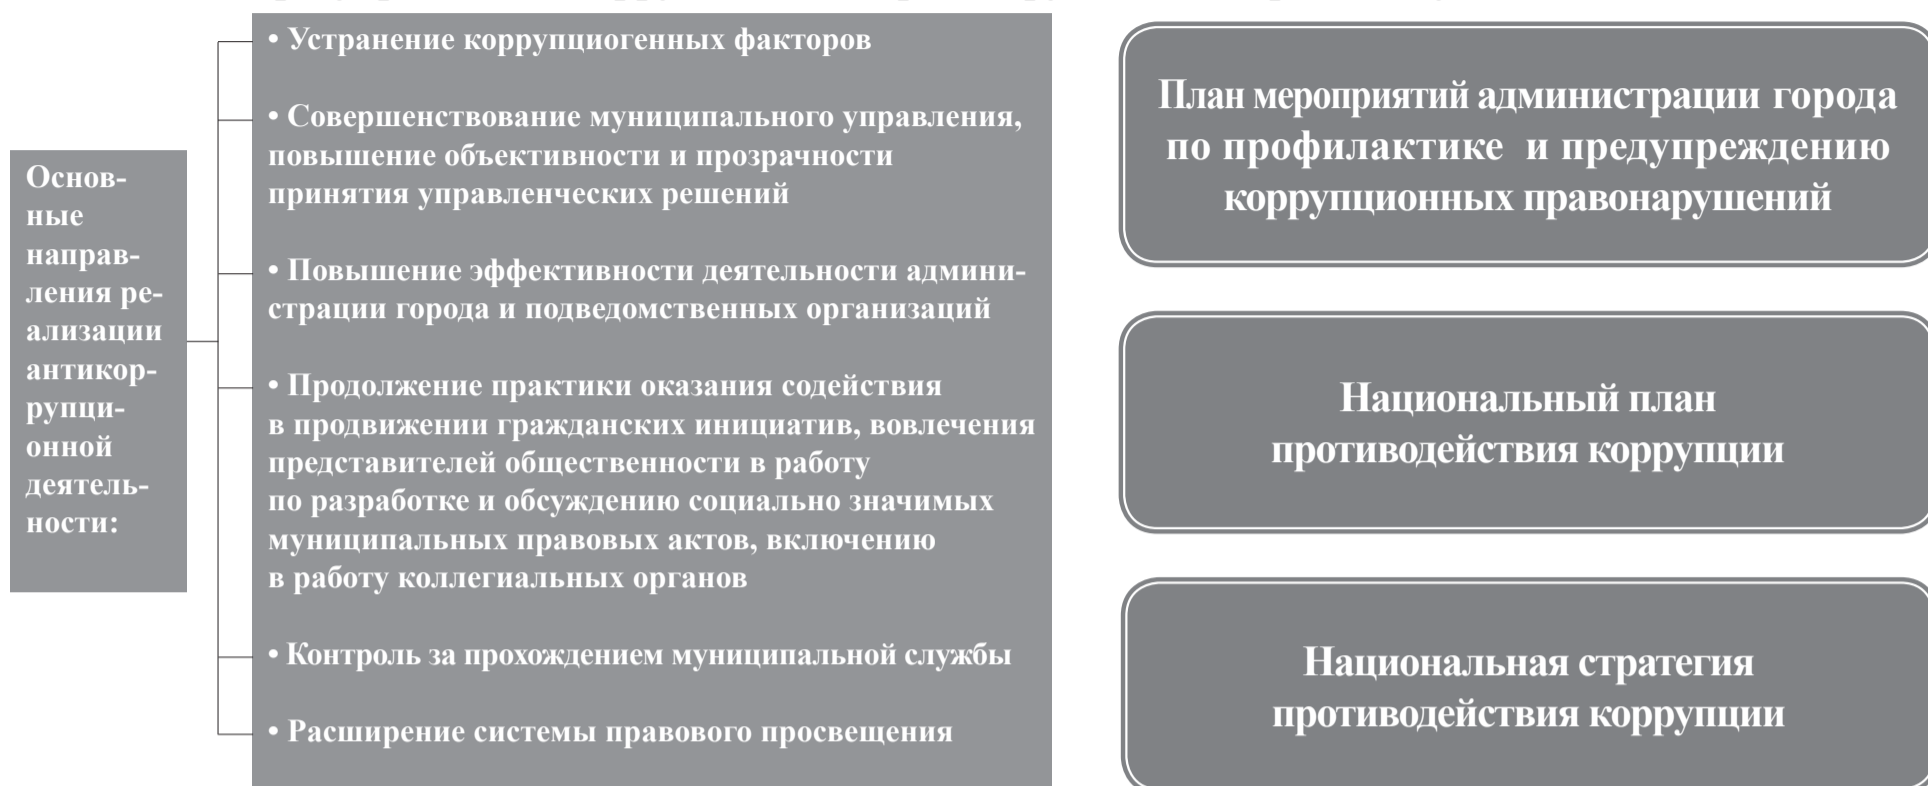 Основ-
ные
направ-
ления ре-
ализации
антикор-
рупци-
онной
деятель-
ности:
• Устранение коррупциогенных факторов
• Совершенствование муниципального управления,
повышение объективности и прозрачности
принятия управленческих решений
• Повышение эффективности деятельности админи-
страции города и подведомственных организаций
• Продолжение практики оказания содействия
в продвижении гражданских инициатив, вовлечения
представителей общественности в работу
по разработке и обсуждению социально значимых
муниципальных правовых актов, включению
в работу коллегиальных органов
• Контроль за прохождением муниципальной службы
• Расширение системы правового просвещения
План мероприятий администрации города
по профилактике и предупреждению
коррупционных правонарушений
Национальный план
противодействия коррупции
Национальная стратегия
противодействия коррупции